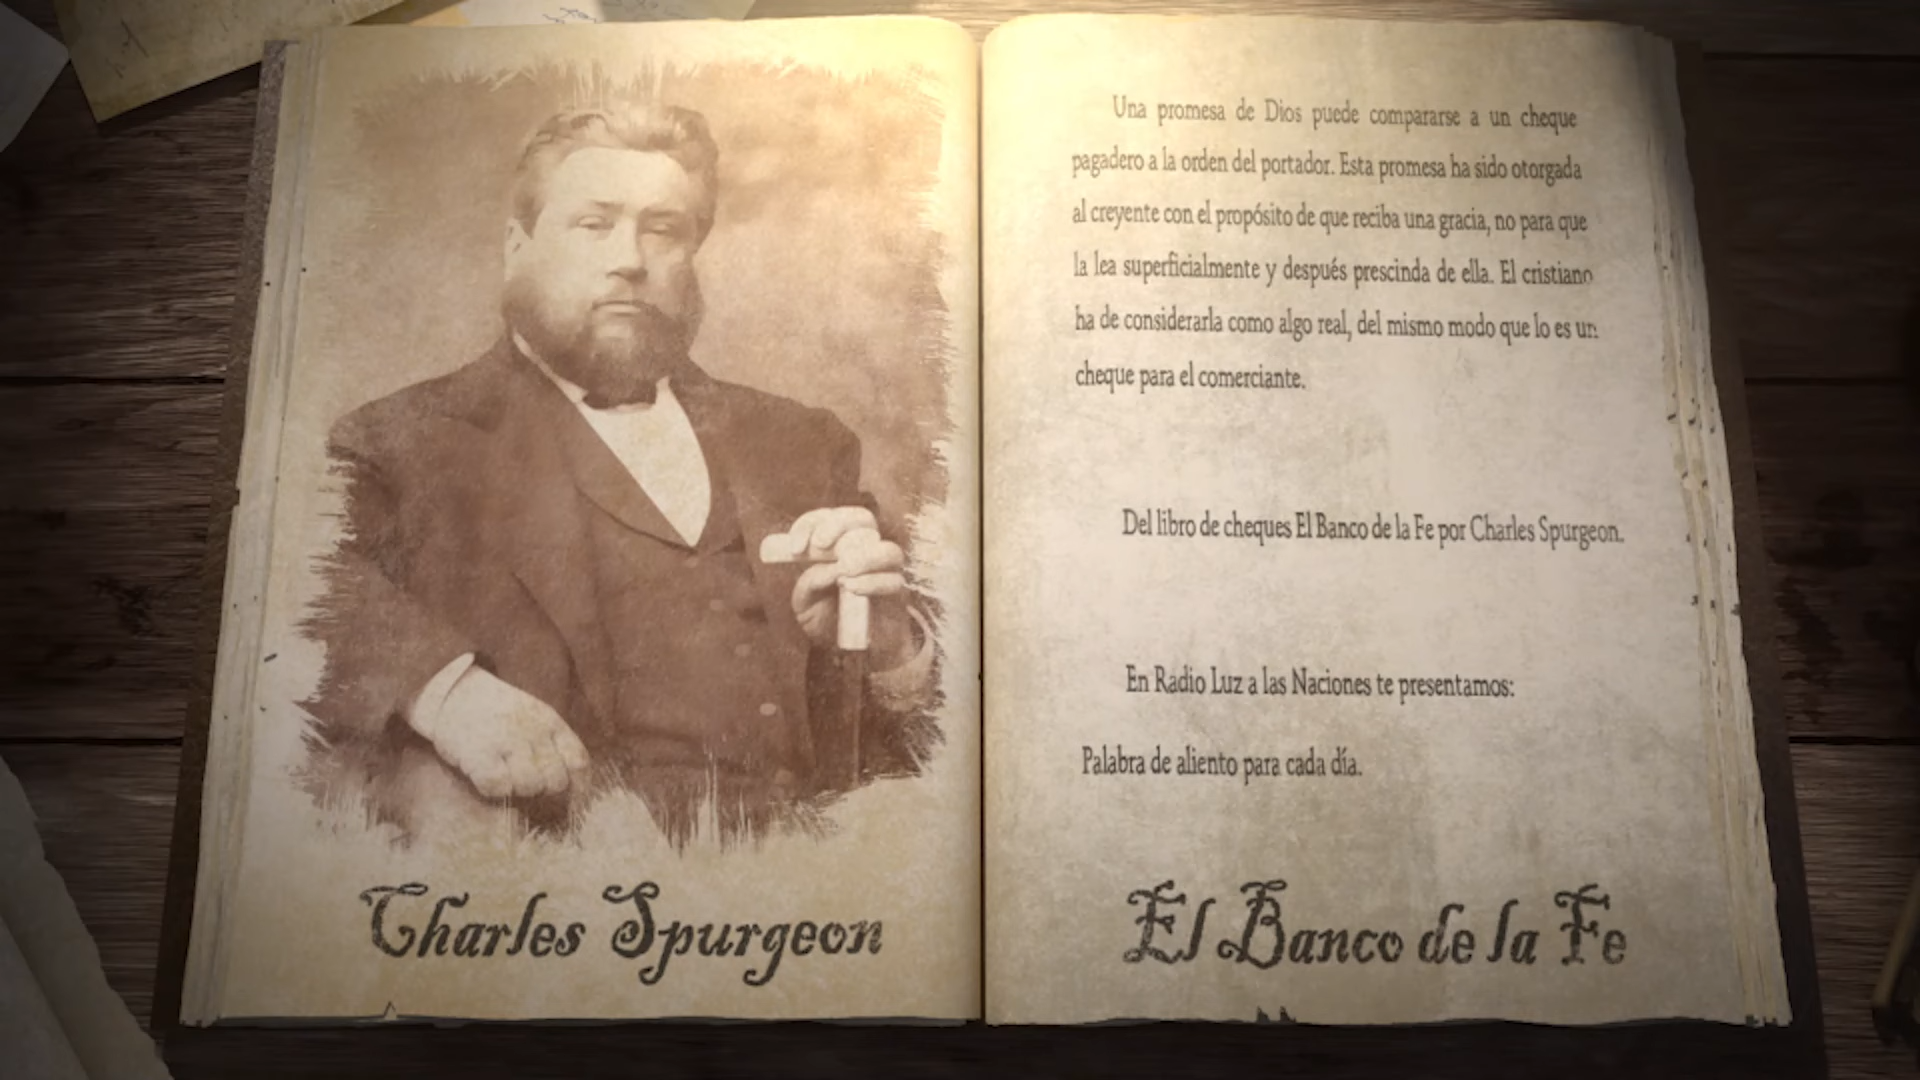 Una promesa de Dios puede compararse a un cheque
pagadero a la orden del portador. Esta promesa ha sido otorgada
al creyente con el propósito de que reciba una gracia, no para que
la lea superficialmente y después prescinda de ella. El cristiano
ha de considerarla como algo real, del mismo modo que lo es un
cheque para el comerciante.
Del libro de cheques El Banco de la Fe por Charles Spurgeon.
En Radio Luz a las Naciones te presentamos:
Palabra de aliento para cada día.
Charles Spurgeon
El Banco de la Fe